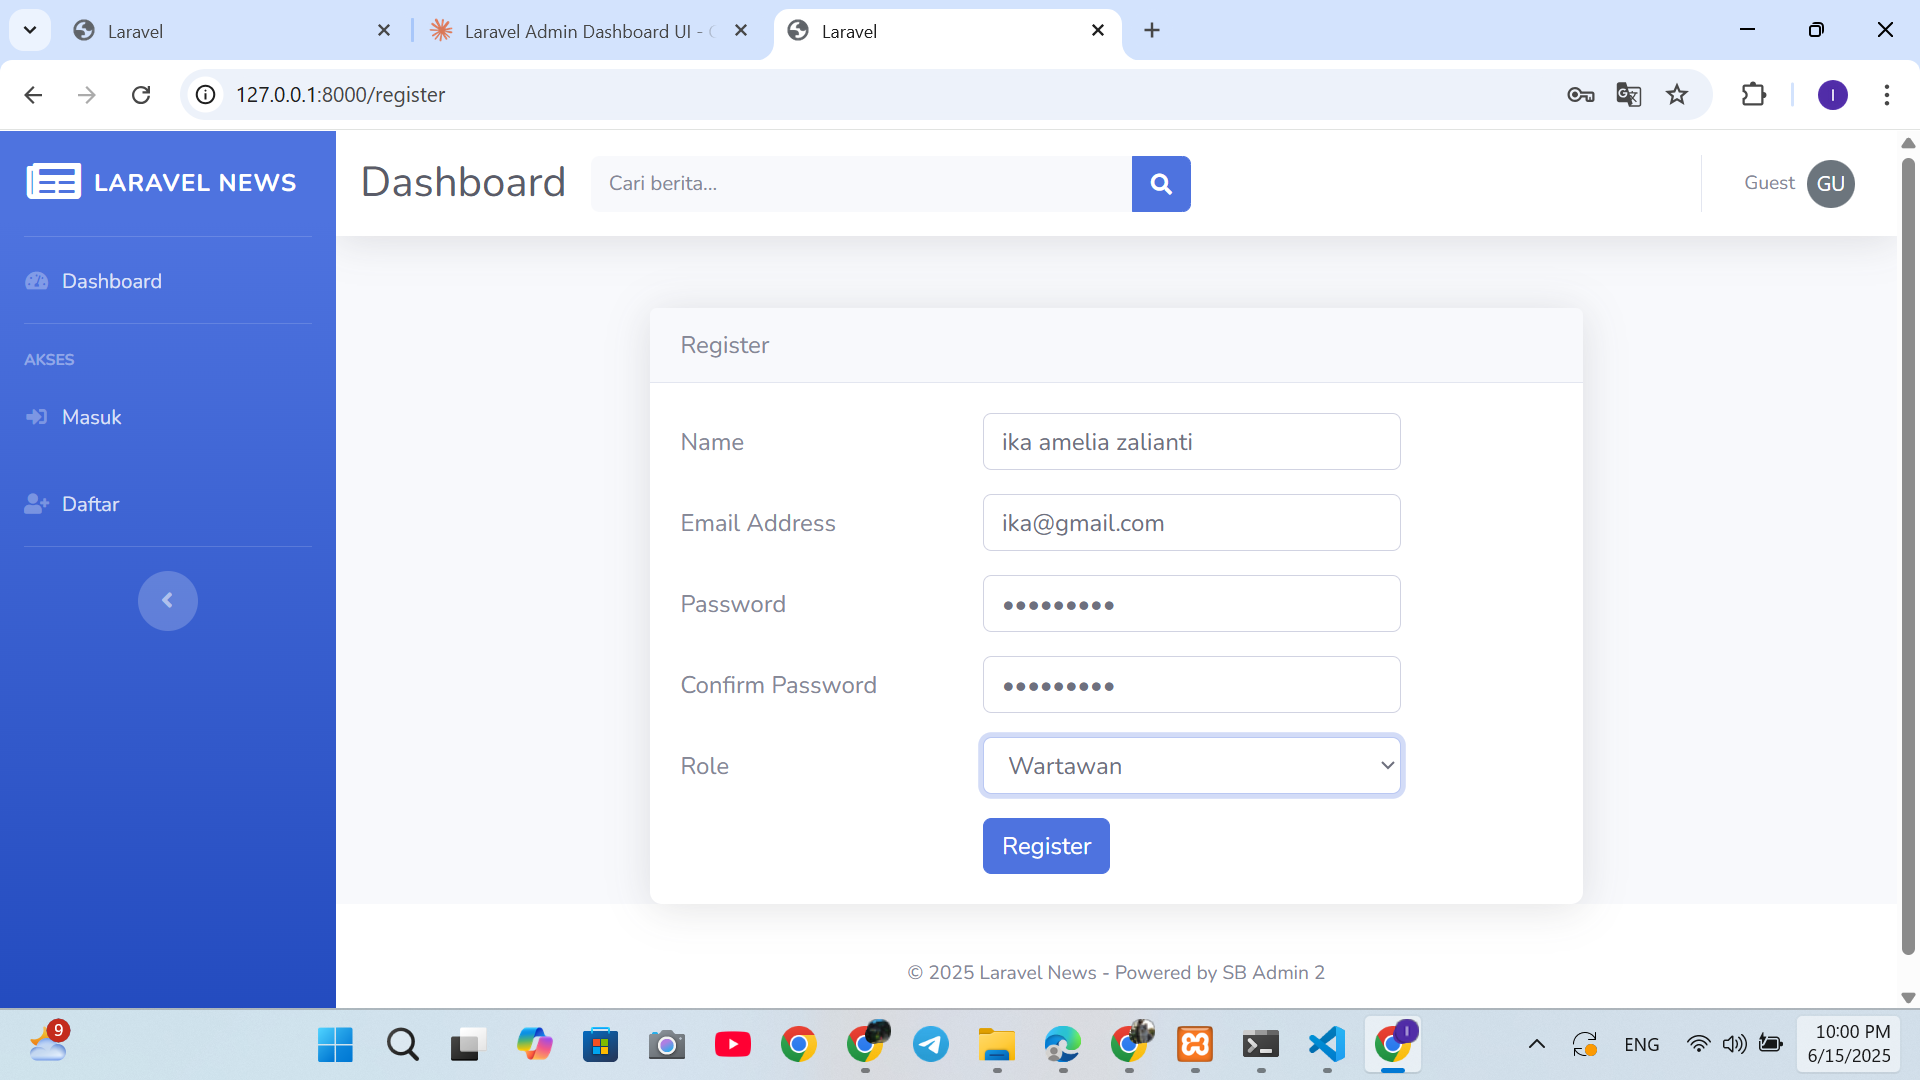 Laravel
Laravel Admin Dashboard UI -
Laravel
127.0.0.1:8000/register
I
LARAVEL NEWS
Dashboard
Cari berita...
Guest
GU
Dashboard
AKSES
Masuk
Daftar
Register
Name
ika amelia zalianti
Email Address
ika@gmail.com
Password
•••••••••
Confirm Password
•••••••••
Role
Wartawan
Register
© 2025 Laravel News - Powered by SB Admin 2
9
ENG
10:00 PM
6/15/2025